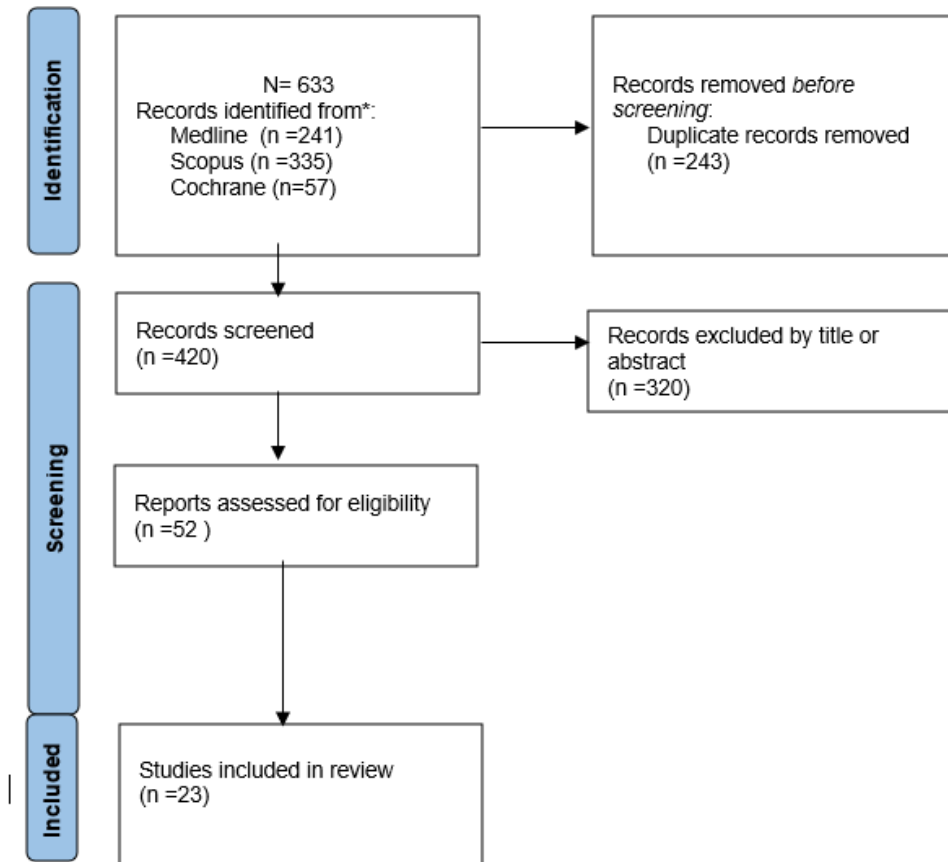 Identification
N= 633
Records identified from*:
Medline (n =241)
Scopus (n =335)
Cochrane (n=57)
Records removed before
screening:
Duplicate records removed
(n =243)
Screening
Records screened
(n =420)
Records excluded by title or
abstract
(n =320)
Reports assessed for eligibility
(n =52 )
Included
Studies included in review
(n =23)